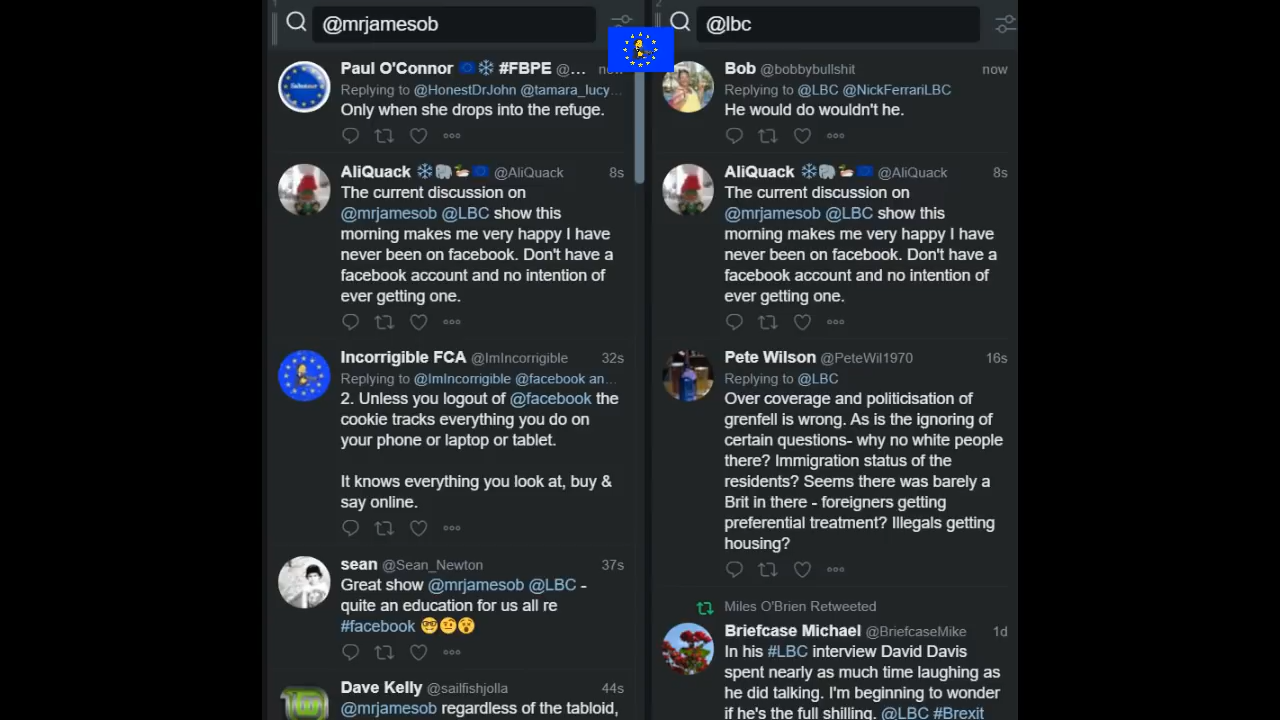 1
@mrjamesob
Paul O'Connor #FBPE @... now
Replying to @HonestDrJohn @tamara_lucy...
Only when she drops into the refuge.
AliQuack @AliQuack 8s
The current discussion on
@mrjamesob @LBC show this
morning makes me very happy I have
never been on facebook. Don't have a
facebook account and no intention of
ever getting one.
Incorrigible FCA @ImIncorrigible 32s
Replying to @ImIncorrigible @facebook an...
2. Unless you logout of @facebook the
cookie tracks everything you do on
your phone or laptop or tablet.
It knows everything you look at, buy &
say online.
sean @Sean_Newton 37s
Great show @mrjamesob @LBC -
quite an education for us all re
#facebook 🤓🤨😵
Dave Kelly @sailfishjolla 44s
@mrjamesob regardless of the tabloid,
2
@lbc
Bob @bobbybullshit now
Replying to @LBC @NickFerrariLBC
He would do wouldn't he.
AliQuack @AliQuack 8s
The current discussion on
@mrjamesob @LBC show this
morning makes me very happy I have
never been on facebook. Don't have a
facebook account and no intention of
ever getting one.
Pete Wilson @PeteWil1970 16s
Replying to @LBC
Over coverage and politicisation of
grenfell is wrong. As is the ignoring of
certain questions- why no white people
there? Immigration status of the
residents? Seems there was barely a
Brit in there - foreigners getting
preferential treatment? Illegals getting
housing?
Miles O'Brien Retweeted
Briefcase Michael @BriefcaseMike 1d
In his #LBC interview David Davis
spent nearly as much time laughing as
he did talking. I'm beginning to wonder
if he's the full shilling. @LBC #Brexit